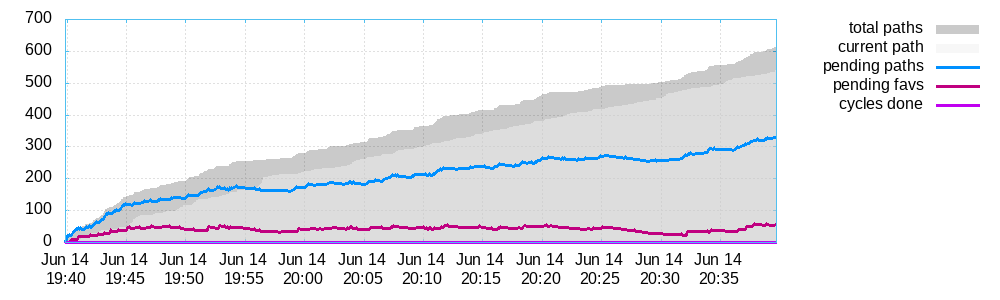 700
600
500
400
300
200
100
0
Jun 14 Jun 14 Jun 14 Jun 14 Jun 14 Jun 14 Jun 14 Jun 14 Jun 14 Jun 14 Jun 14 Jun 14
19:40 19:45 19:50 19:55 20:00 20:05 20:10 20:15 20:20 20:25 20:30 20:35
total paths
current path
pending paths
pending favs
cycles done